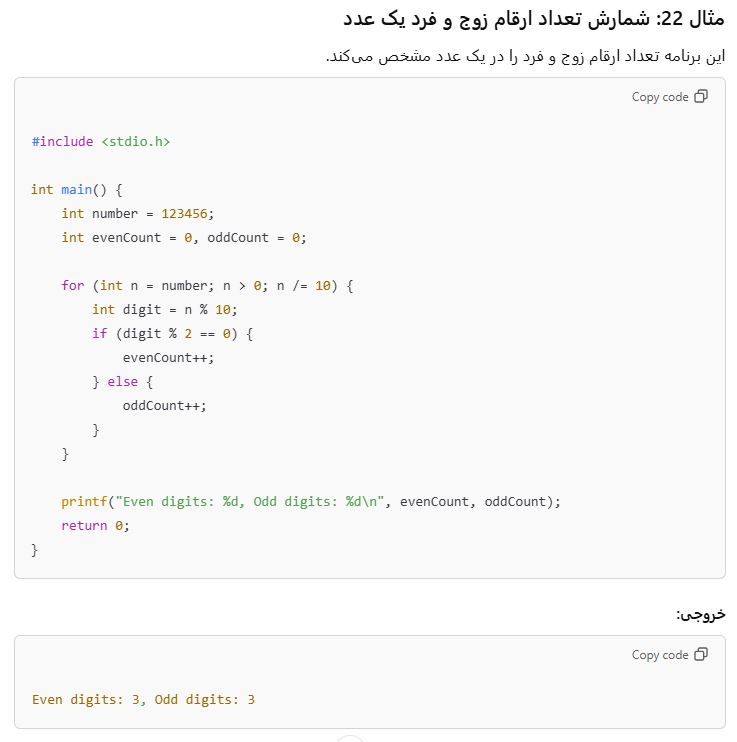 مثال 22: شمارش تعداد ارقام زوج و فرد یک عدد
این برنامه تعداد ارقام زوج و فرد را در یک عدد مشخص می‌کند.
Copy code
#include <stdio.h>
int main() {
    int number = 123456;
    int evenCount = 0, oddCount = 0;
    for (int n = number; n > 0; n /= 10) {
        int digit = n % 10;
        if (digit % 2 == 0) {
            evenCount++;
        } else {
            oddCount++;
        }
    }
    printf("Even digits: %d, Odd digits: %d\n", evenCount, oddCount);
    return 0;
}
خروجی:
Copy code
Even digits: 3, Odd digits: 3